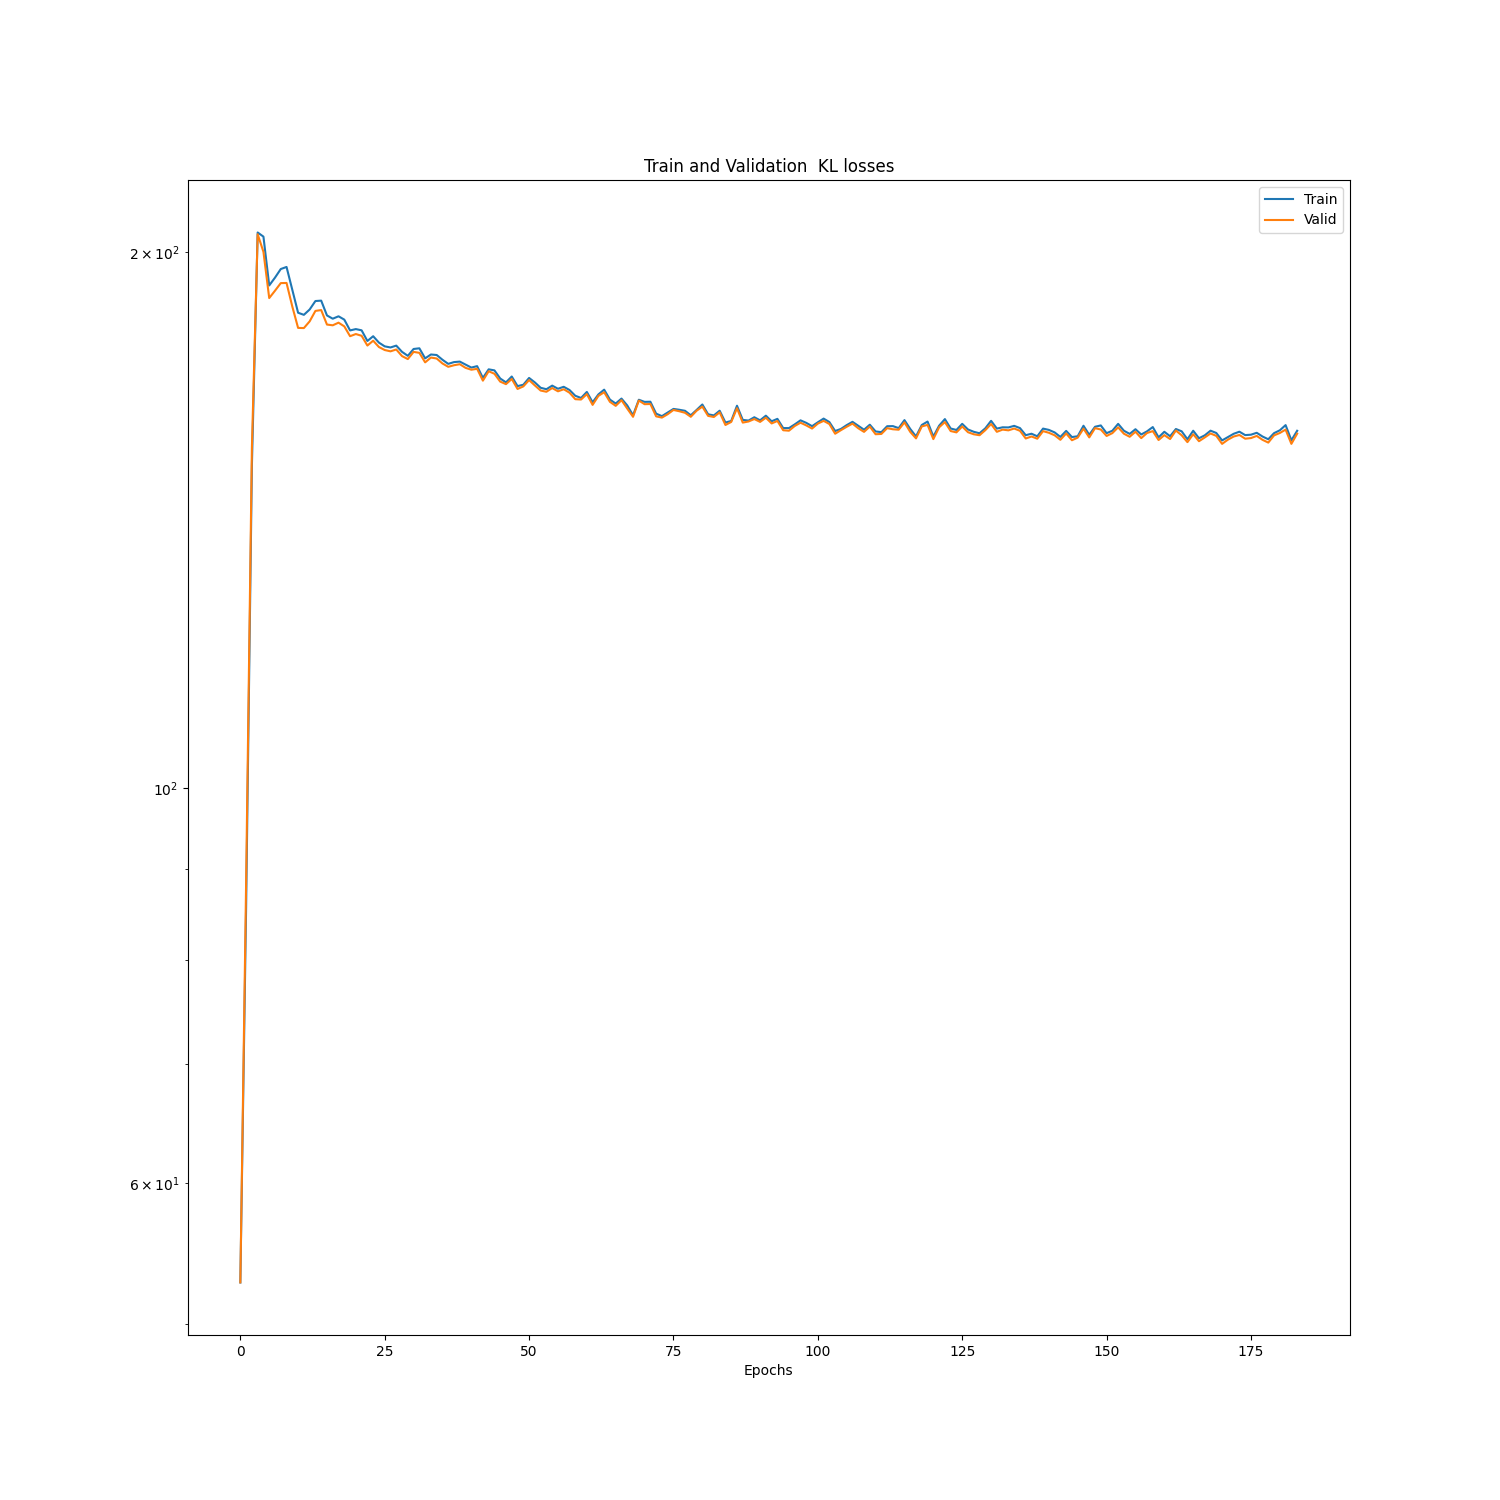 Train and Validation  KL losses
Train
Valid
2 × 10²
10²
6 × 10¹
0 25 50 75 100 125 150 175
Epochs